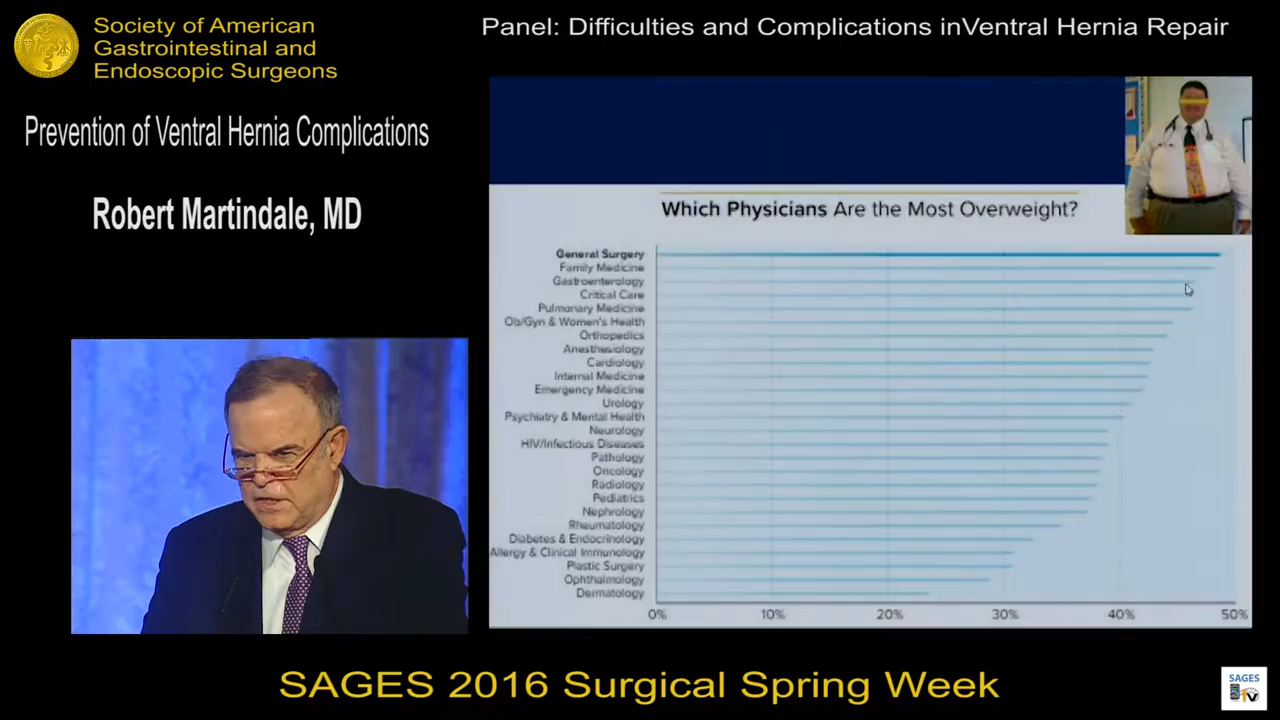 Society of American
Gastrointestinal and
Endoscopic Surgeons
Panel: Difficulties and Complications inVentral Hernia Repair
Prevention of Ventral Hernia Complications
Robert Martindale, MD
Which Physicians Are the Most Overweight?
General Surgery
Family Medicine
Gastroenterology
Critical Care
Pulmonary Medicine
Ob/Gyn & Women's Health
Orthopedics
Anesthesiology
Cardiology
Internal Medicine
Emergency Medicine
Urology
Psychiatry & Mental Health
Neurology
HIV/Infectious Diseases
Pathology
Oncology
Radiology
Pediatrics
Nephrology
Rheumatology
Diabetes & Endocrinology
Allergy & Clinical Immunology
Plastic Surgery
Ophthalmology
Dermatology
0% 10% 20% 30% 40% 50%
SAGES 2016 Surgical Spring Week
SAGES
TV